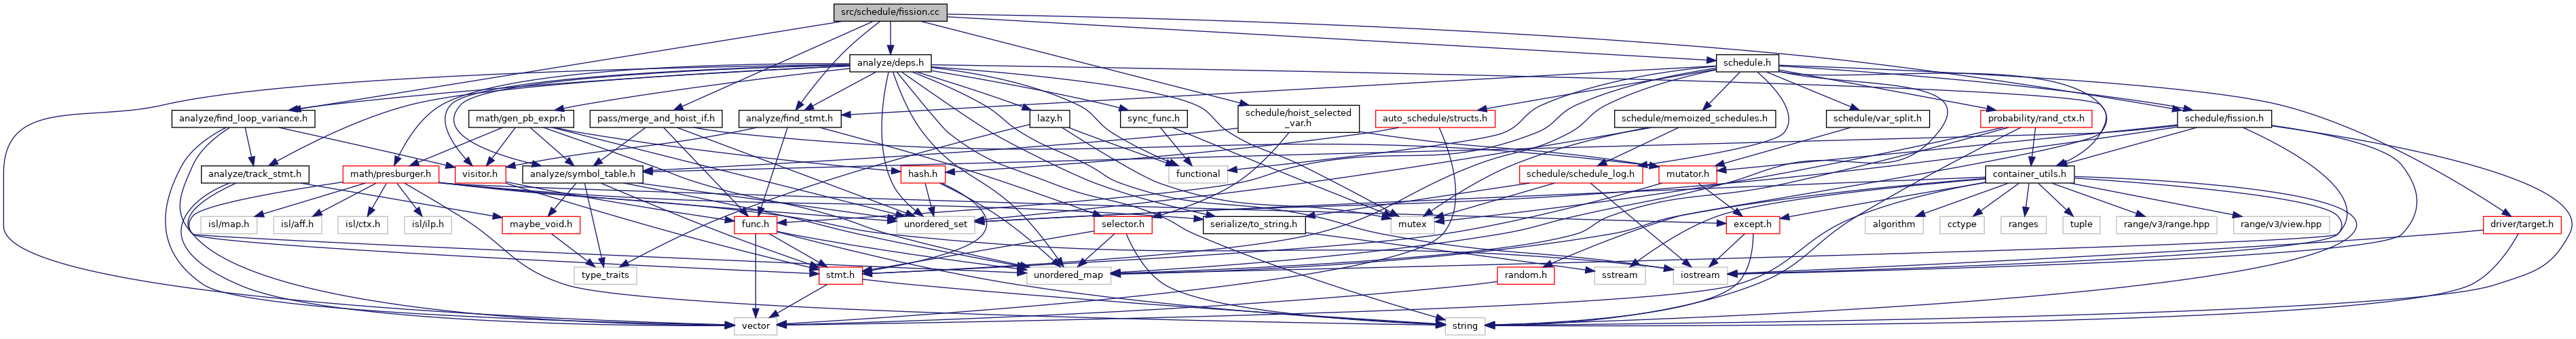 src/schedule/fission.cc
analyze/deps.h
schedule.h
analyze/find_loop_variance.h
math/gen_pb_expr.h
pass/merge_and_hoist_if.h
analyze/find_stmt.h
lazy.h
sync_func.h
schedule/hoist_selected
_var.h
auto_schedule/structs.h
schedule/memoized_schedules.h
schedule/var_split.h
probability/rand_ctx.h
schedule/fission.h
analyze/track_stmt.h
math/presburger.h
visitor.h
analyze/symbol_table.h
hash.h
functional
schedule/schedule_log.h
mutator.h
container_utils.h
isl/map.h
isl/aff.h
isl/ctx.h
isl/ilp.h
maybe_void.h
func.h
unordered_set
selector.h
serialize/to_string.h
mutex
except.h
algorithm
cctype
ranges
tuple
range/v3/range.hpp
range/v3/view.hpp
driver/target.h
type_traits
stmt.h
unordered_map
random.h
sstream
iostream
vector
string